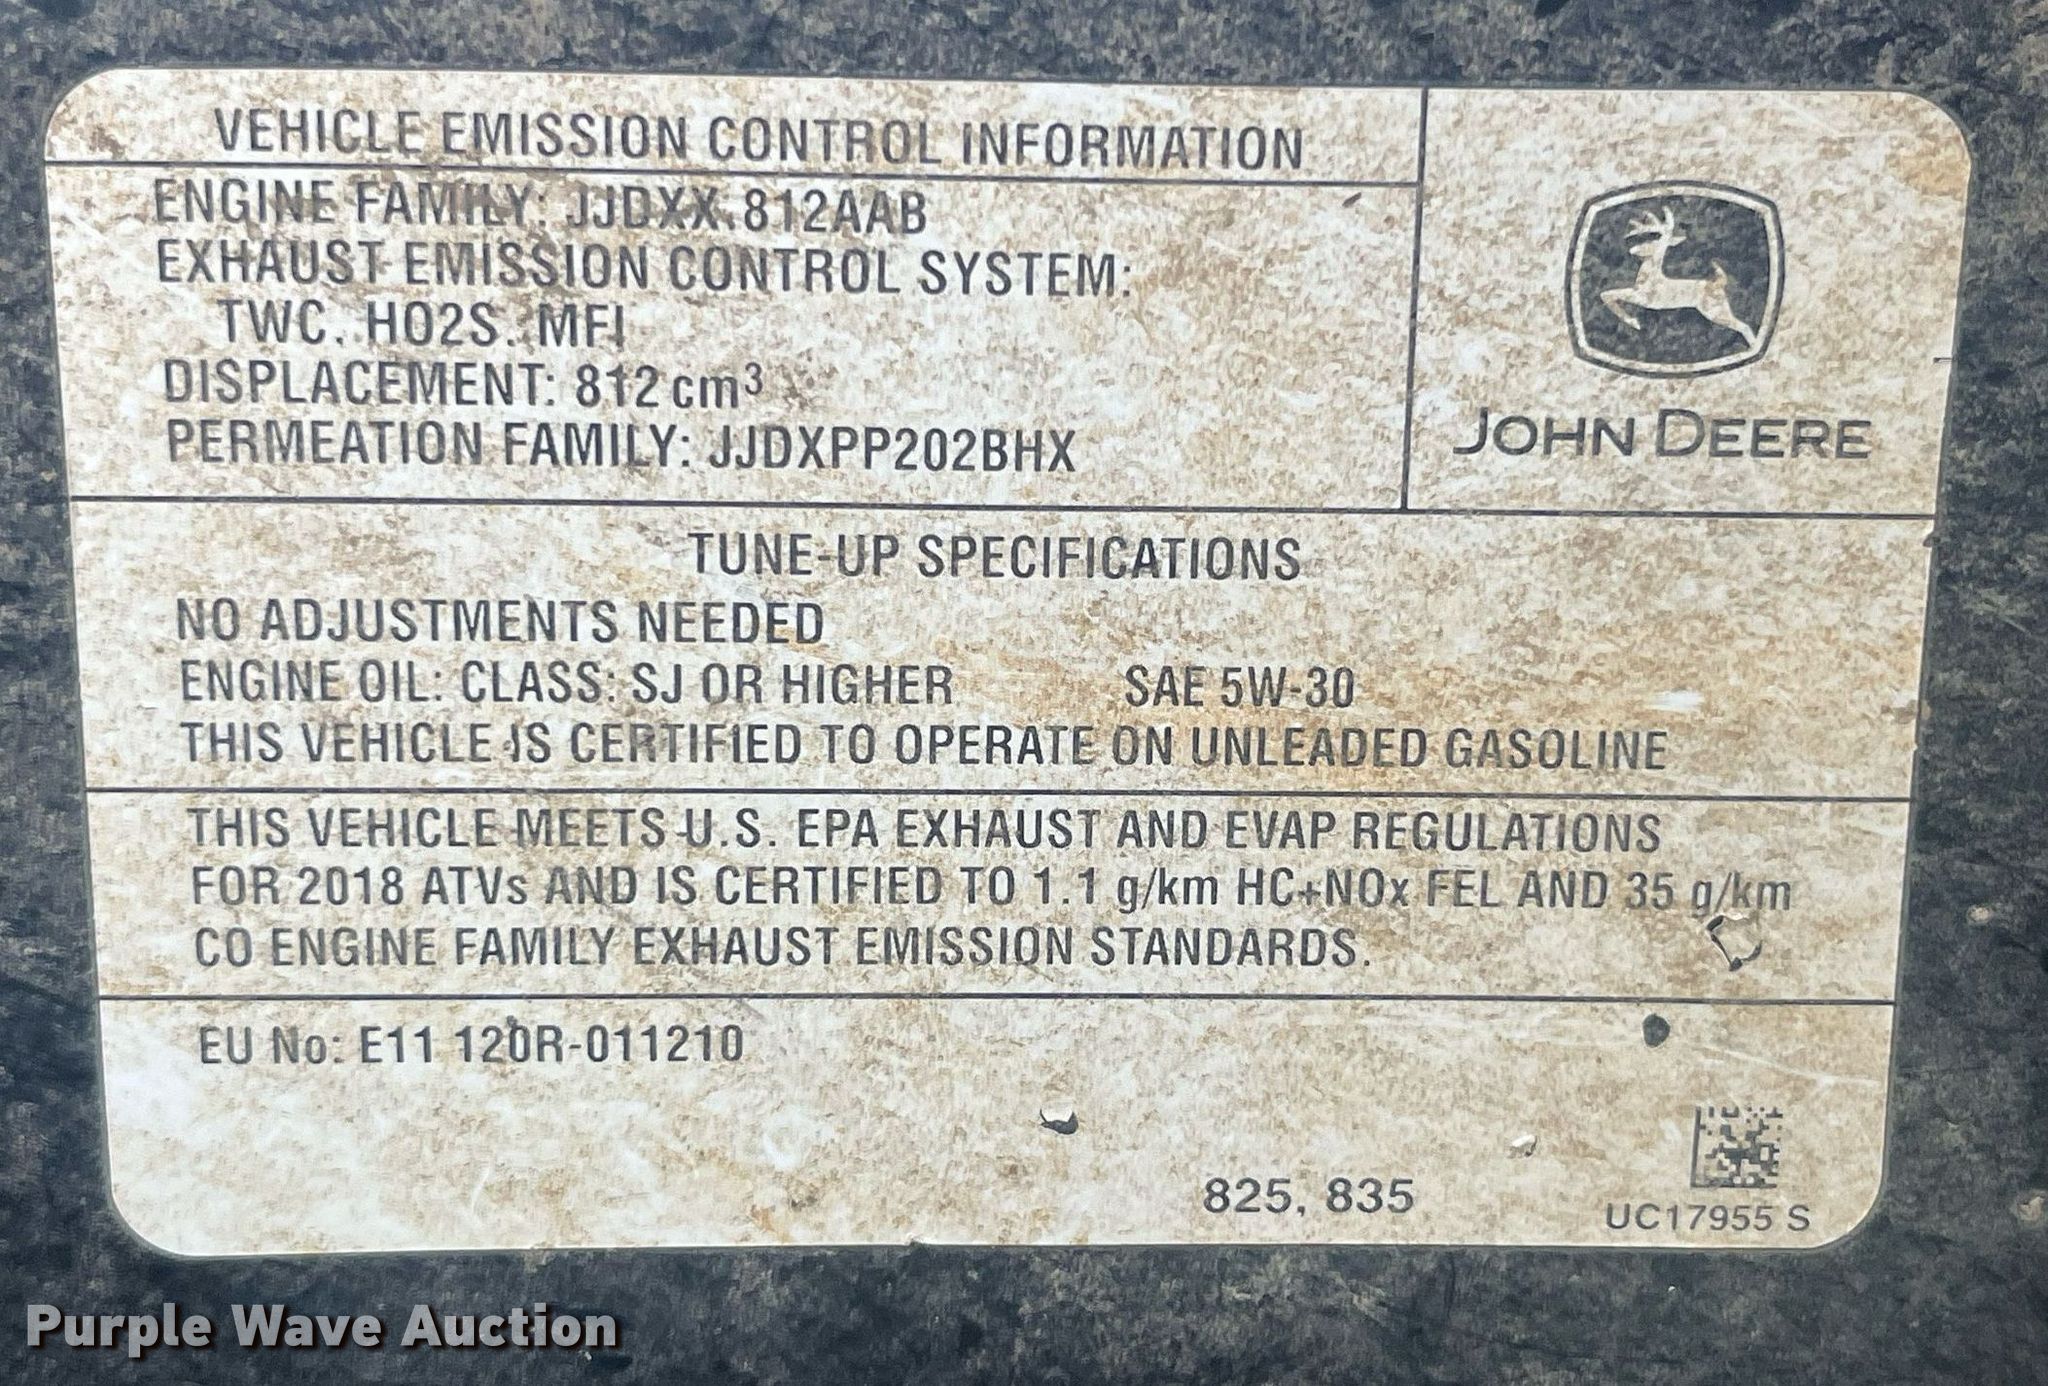 VEHICLE EMISSION CONTROL INFORMATION
ENGINE FAMILY: JJDXX.812AAB
EXHAUST EMISSION CONTROL SYSTEM:
TWC, HO2S, MFI
DISPLACEMENT: 812 cm³
PERMEATION FAMILY: JJDXPP202BHX
JOHN DEERE
TUNE-UP SPECIFICATIONS
NO ADJUSTMENTS NEEDED
ENGINE OIL: CLASS: SJ OR HIGHER SAE 5W-30
THIS VEHICLE IS CERTIFIED TO OPERATE ON UNLEADED GASOLINE
THIS VEHICLE MEETS U.S. EPA EXHAUST AND EVAP REGULATIONS
FOR 2018 ATVs AND IS CERTIFIED TO 1.1 g/km HC+NOx FEL AND 35 g/km
CO ENGINE FAMILY EXHAUST EMISSION STANDARDS.
EU No: E11 120R-011210
825, 835
UC17955 S
Purple Wave Auction